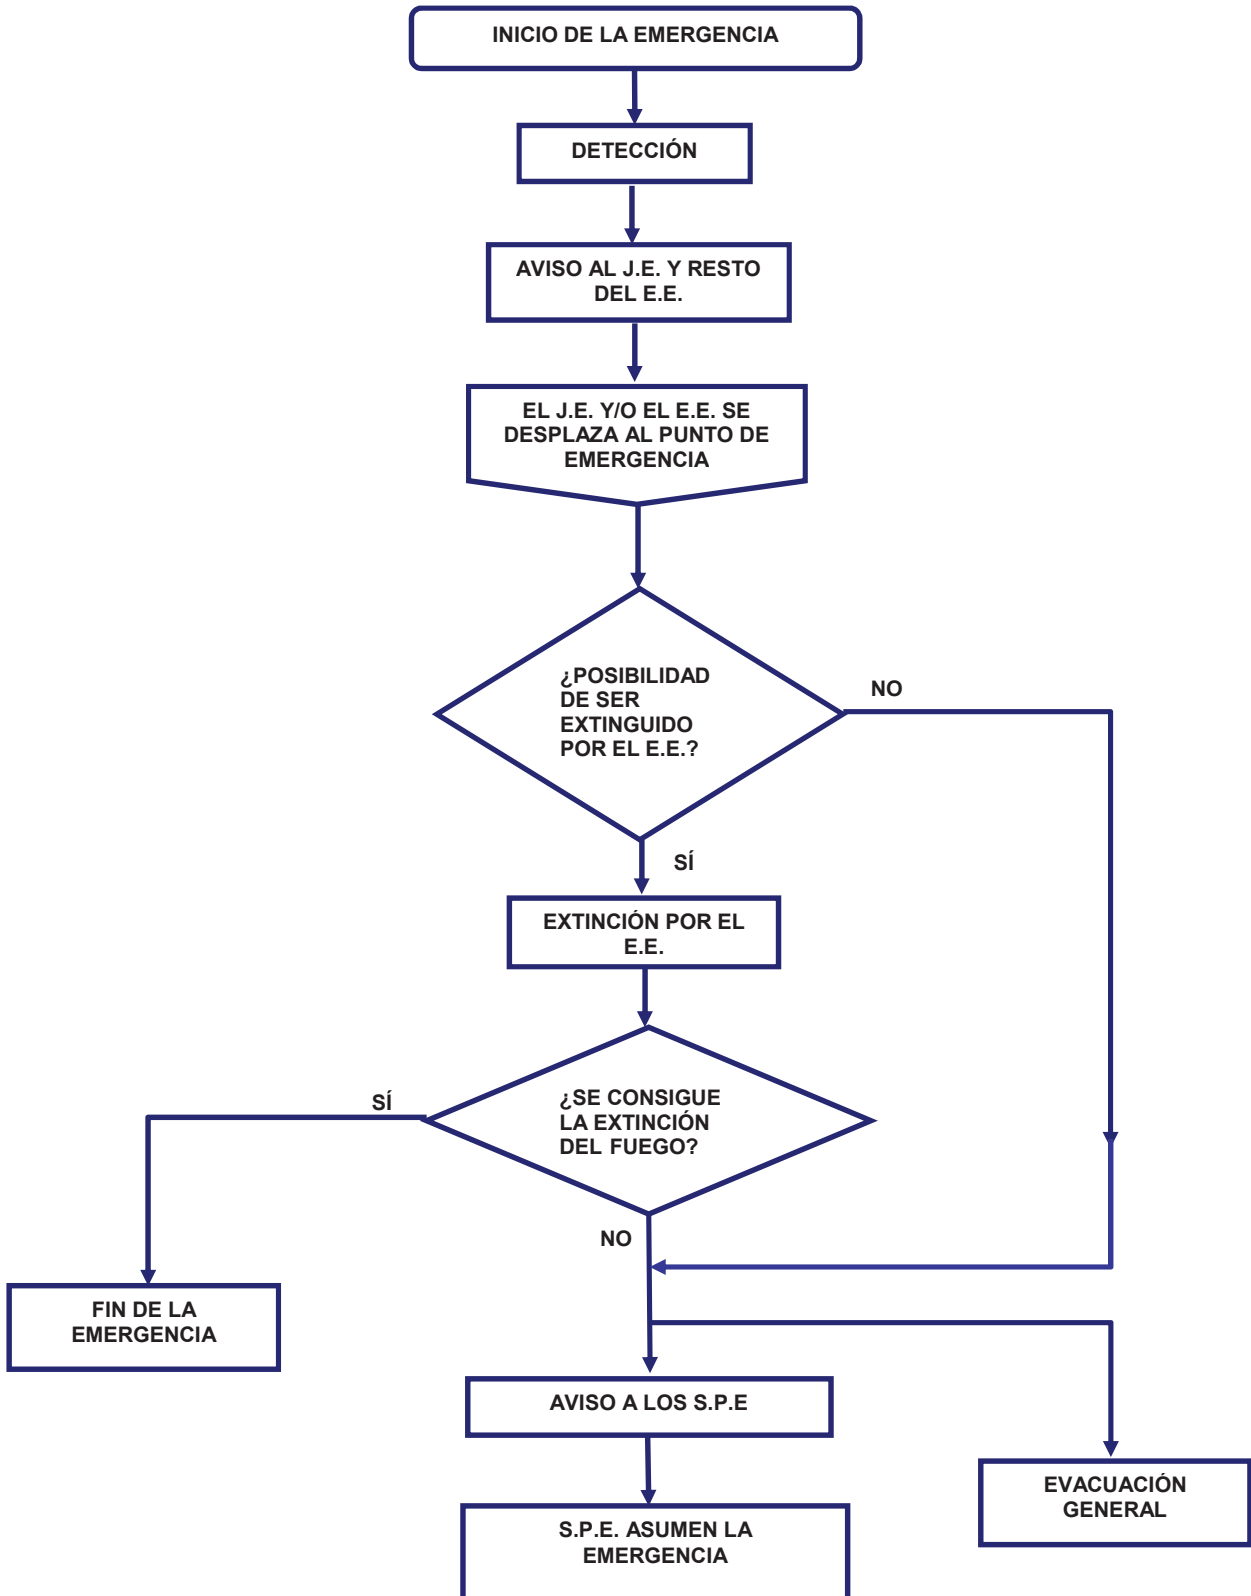 INICIO DE LA EMERGENCIA
DETECCIÓN
AVISO AL J.E. Y RESTO
DEL E.E.
EL J.E. Y/O EL E.E. SE
DESPLAZA AL PUNTO DE
EMERGENCIA
¿POSIBILIDAD
DE SER
EXTINGUIDO
POR EL E.E.?
NO
SÍ
EXTINCIÓN POR EL
E.E.
¿SE CONSIGUE
LA EXTINCIÓN
DEL FUEGO?
SÍ
NO
FIN DE LA
EMERGENCIA
AVISO A LOS S.P.E
EVACUACIÓN
GENERAL
S.P.E. ASUMEN LA
EMERGENCIA